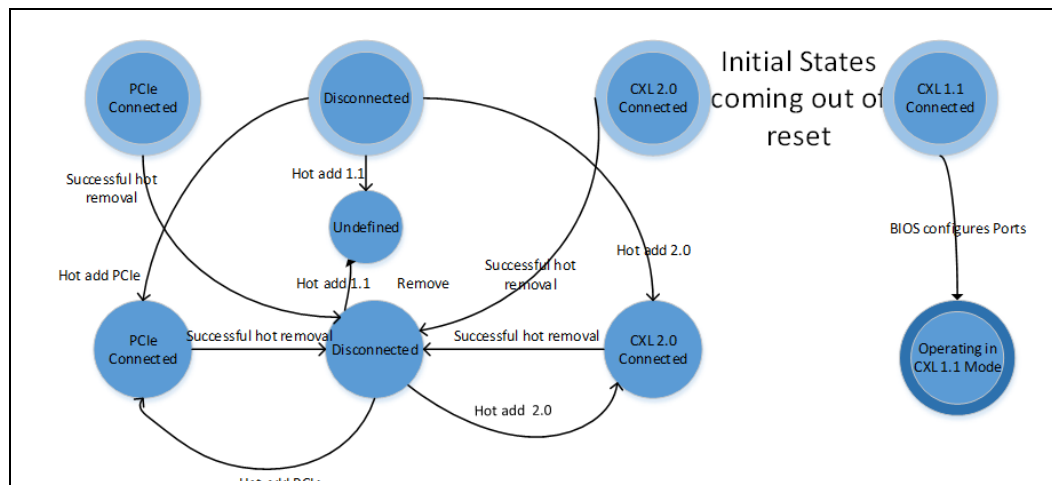 PCIe
Connected
Disconnected
CXL 2.0
Connected
Initial States
coming out of
reset
CXL 1.1
Connected
Successful hot
removal
Hot add 1.1
Undefined
BIOS configures Ports
Hot add PCIe
Hot add 1.1
Remove
Successful hot
removal
Hot add 2.0
PCIe
Connected
Successful hot removal
Disconnected
Successful hot removal
CXL 2.0
Connected
Operating in
CXL 1.1 Mode
Hot add 2.0
Hot add PCIe